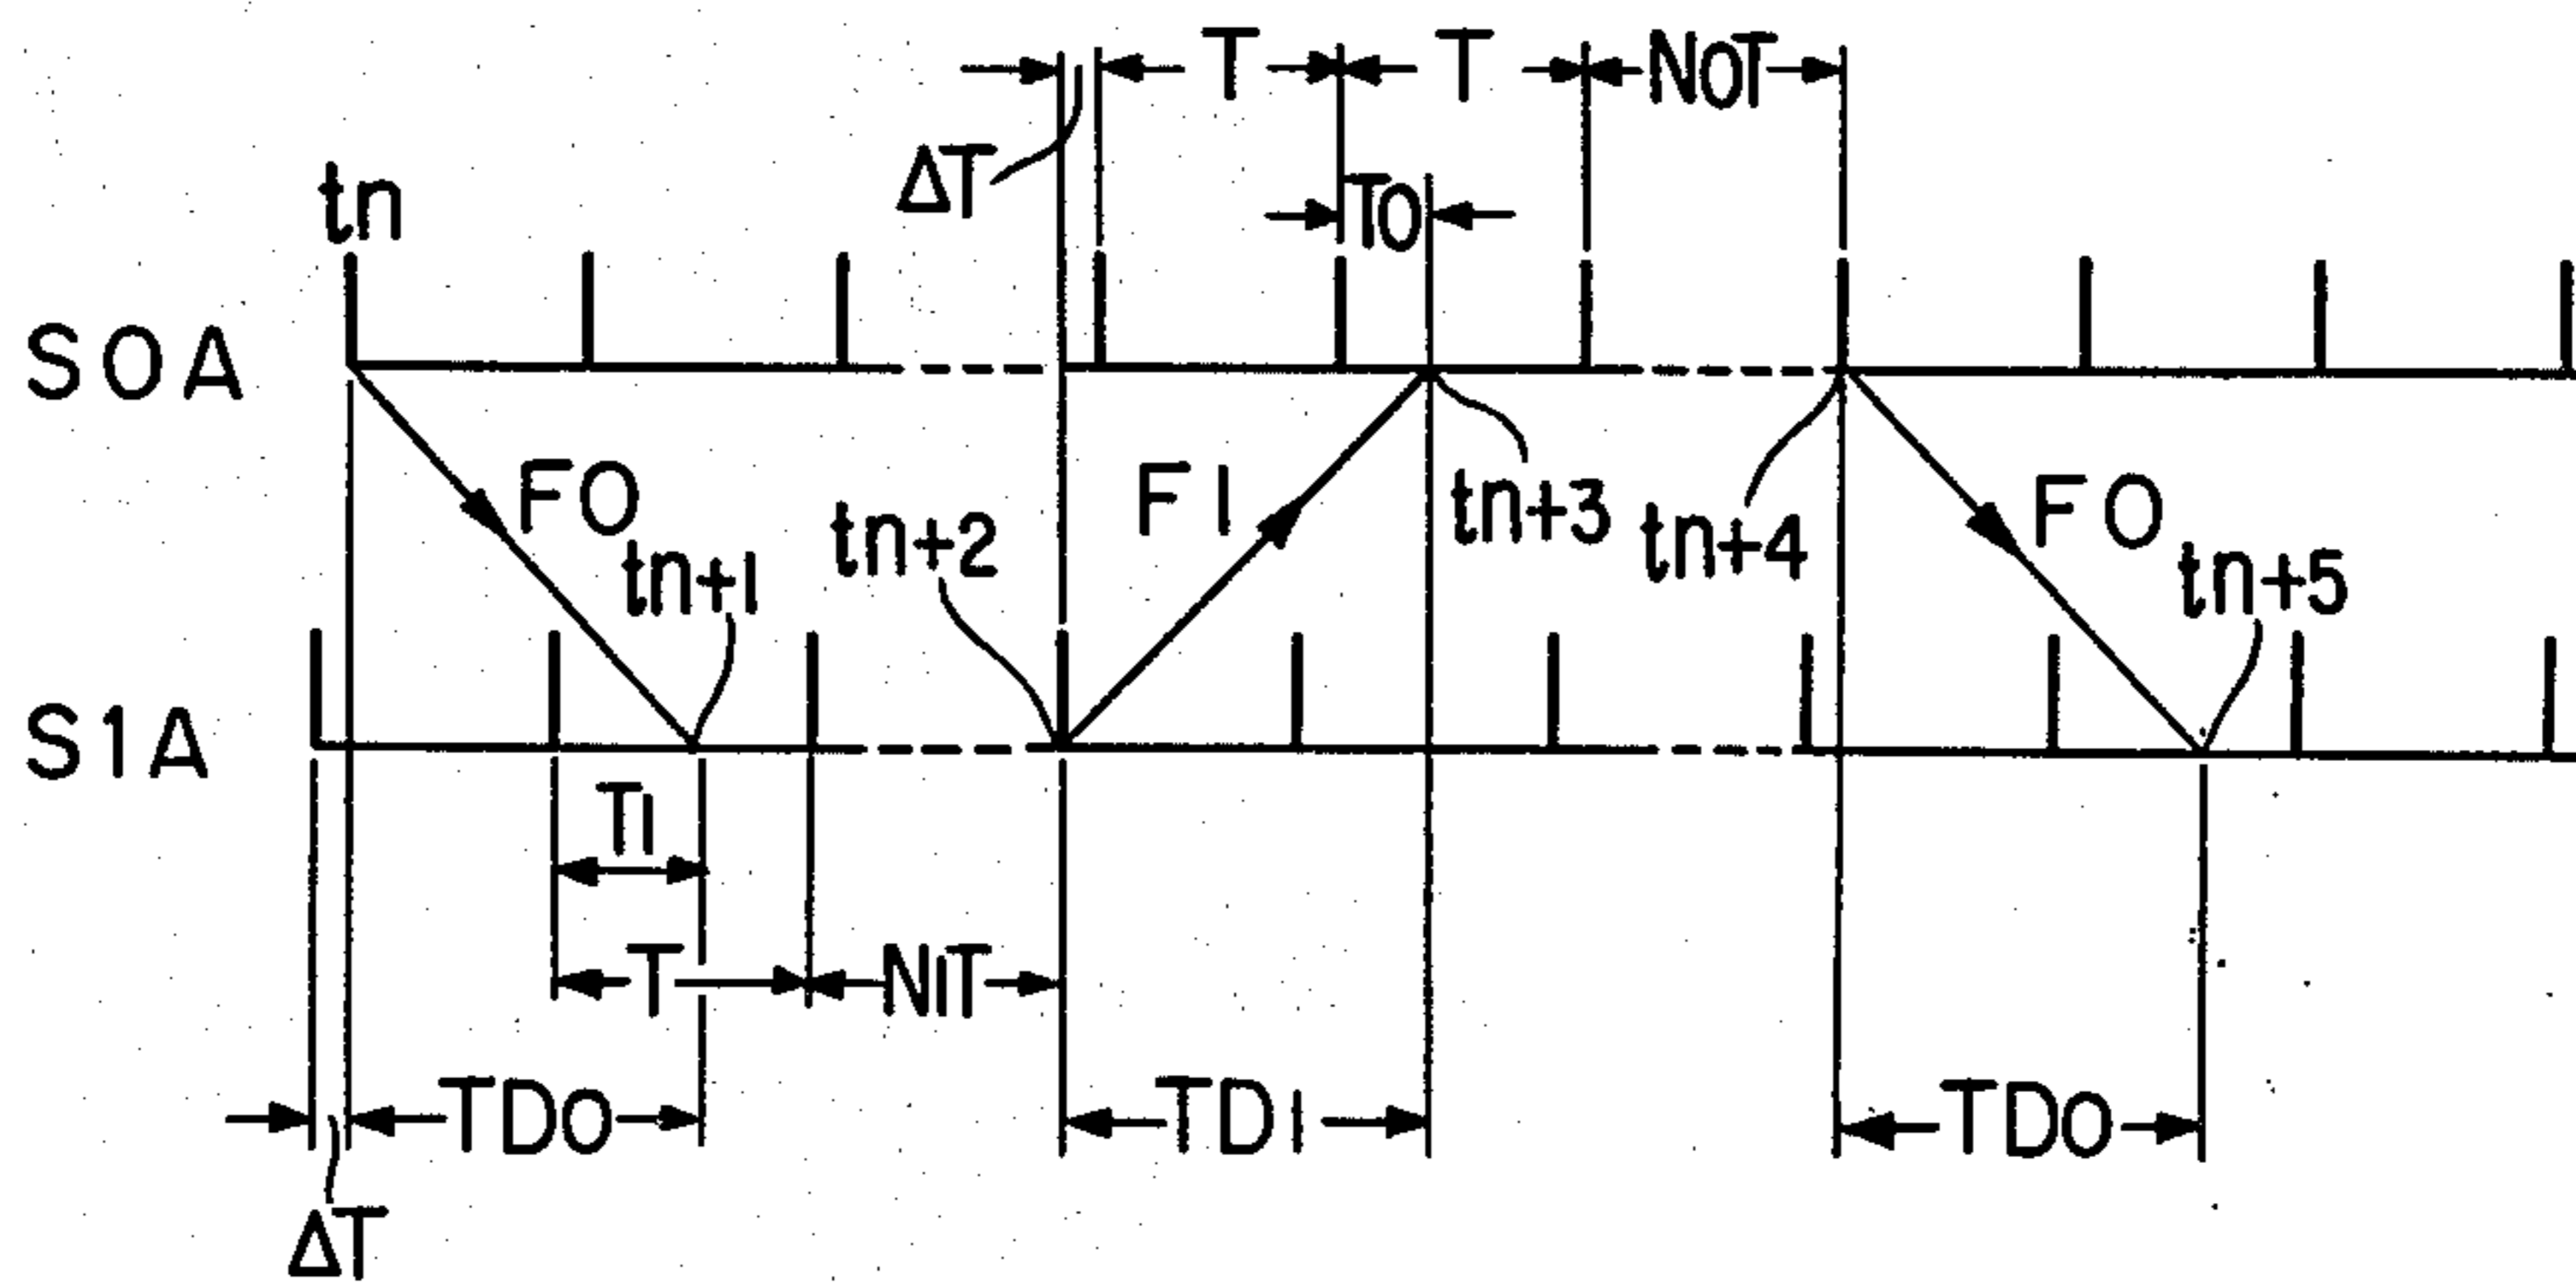 T T N0T
ΔT
T0
tn
S0A
F0 F1 tn+3 F0
tn+1 tn+2 tn+4 tn+5
S1A
T1
T N1T
TD0 TD1 TD0
ΔT